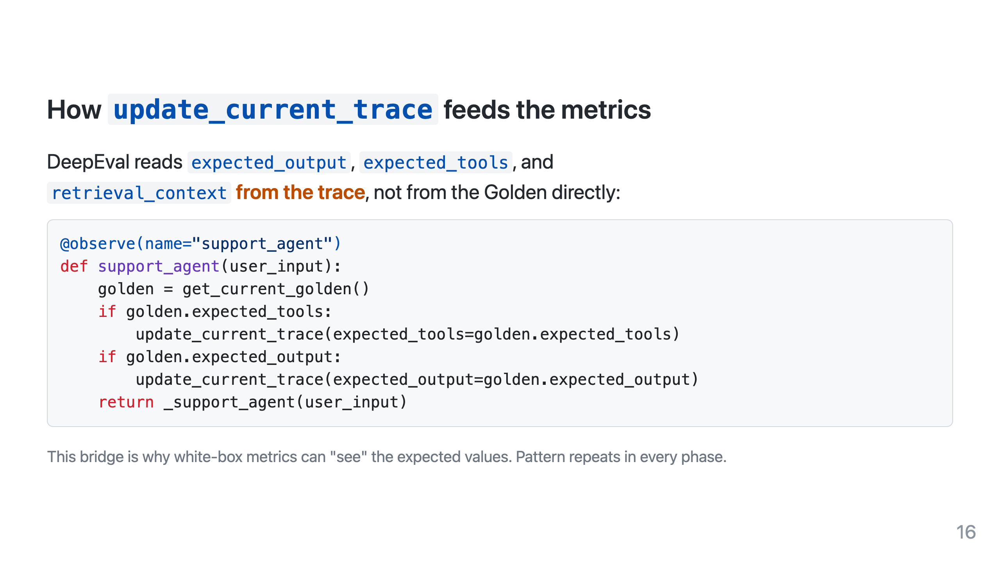 How update_current_trace feeds the metrics
DeepEval reads expected_output, expected_tools, and
retrieval_context from the trace, not from the Golden directly:
@observe(name="support_agent")
def support_agent(user_input):
    golden = get_current_golden()
    if golden.expected_tools:
        update_current_trace(expected_tools=golden.expected_tools)
    if golden.expected_output:
        update_current_trace(expected_output=golden.expected_output)
    return _support_agent(user_input)
This bridge is why white-box metrics can "see" the expected values. Pattern repeats in every phase.
16